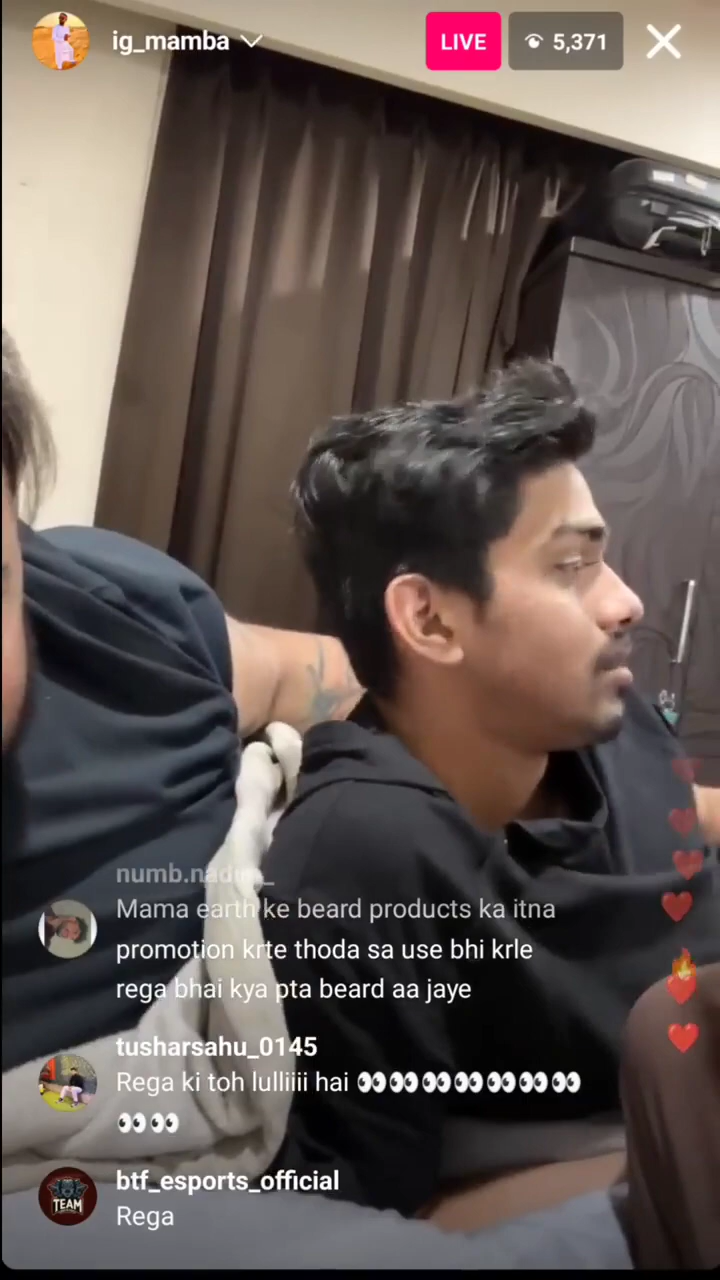 ig_mamba
LIVE
5,371
Mama earth ke beard products ka itna
promotion krte thoda sa use bhi krle
rega bhai kya pta beard aa jaye
tusharsahu_0145
Rega ki toh lulliiii hai 👀👀👀👀👀👀👀
👀👀
btf_esports_official
TEAM
Rega